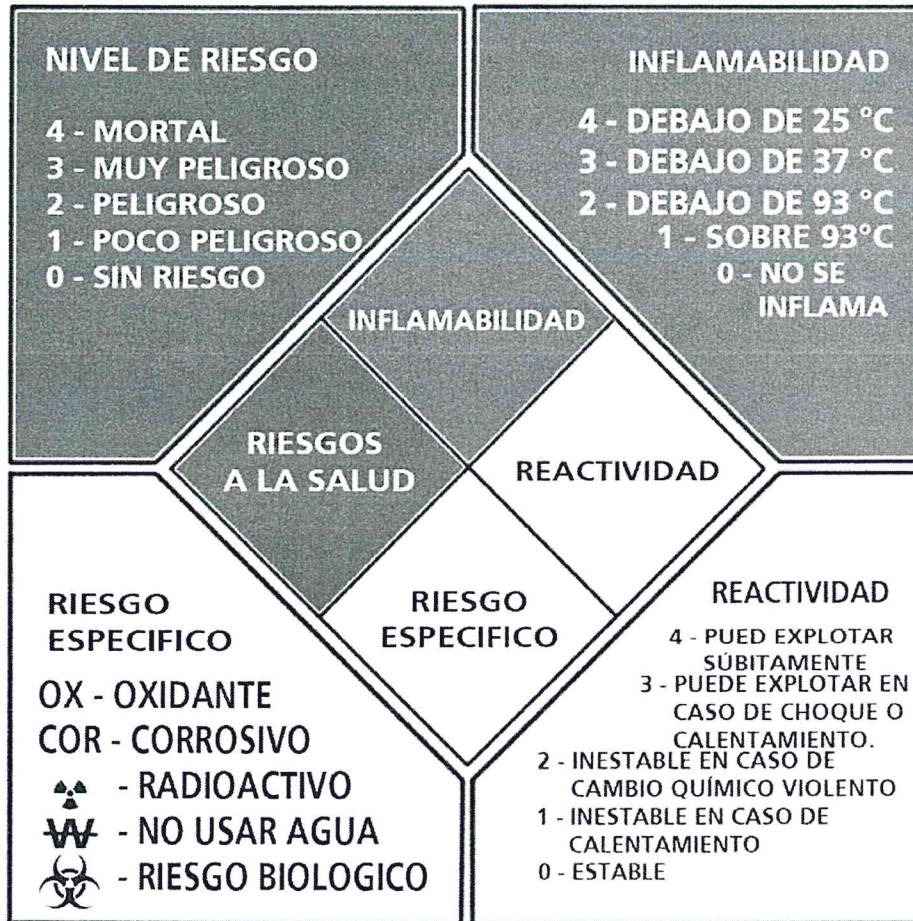 NIVEL DE RIESGO
4 - MORTAL
3 - MUY PELIGROSO
2 - PELIGROSO
1 - POCO PELIGROSO
0 - SIN RIESGO
INFLAMABILIDAD
4 - DEBAJO DE 25 °C
3 - DEBAJO DE 37 °C
2 - DEBAJO DE 93 °C
1 - SOBRE 93°C
0 - NO SE
INFLAMA
INFLAMABILIDAD
RIESGOS
A LA SALUD
REACTIVIDAD
RIESGO
ESPECIFICO
RIESGO
ESPECIFICO
OX - OXIDANTE
COR - CORROSIVO
- RADIOACTIVO
W - NO USAR AGUA
- RIESGO BIOLOGICO
REACTIVIDAD
4 - PUED EXPLOTAR
SÚBITAMENTE
3 - PUEDE EXPLOTAR EN
CASO DE CHOQUE O
CALENTAMIENTO.
2 - INESTABLE EN CASO DE
CAMBIO QUÍMICO VIOLENTO
1 - INESTABLE EN CASO DE
CALENTAMIENTO
0 - ESTABLE